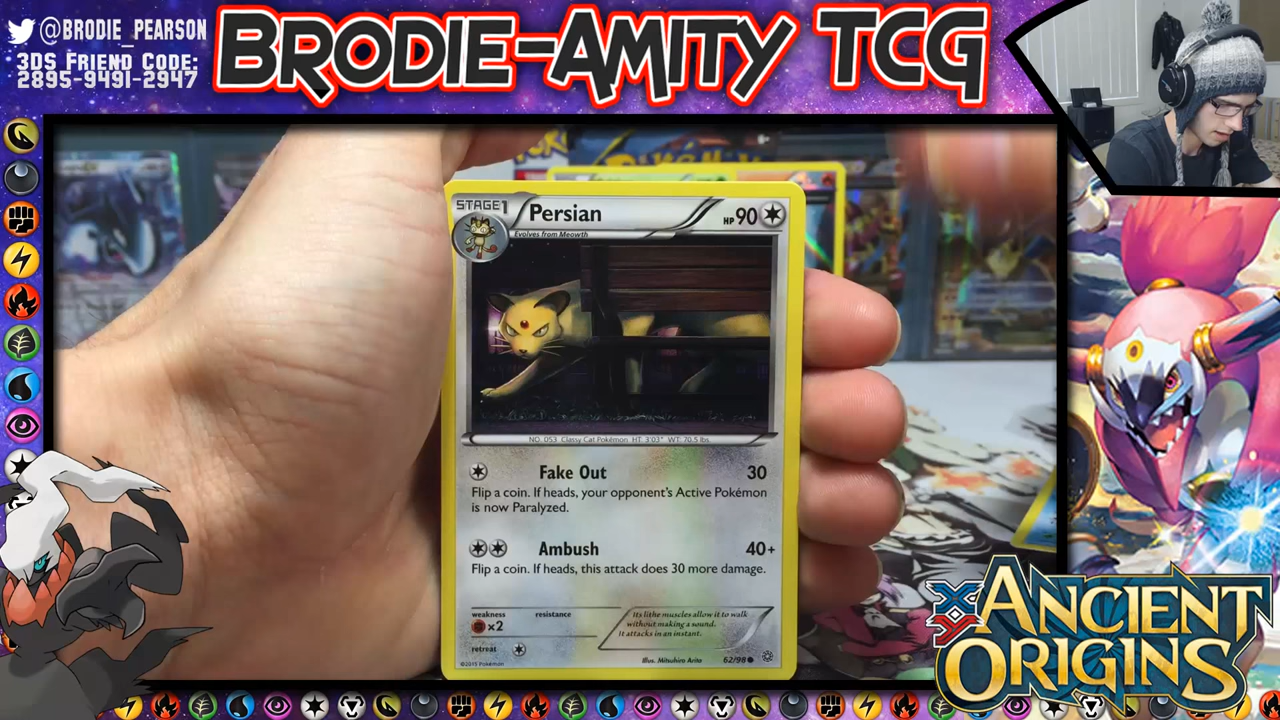 @BRODIE_PEARSON
3DS FRIEND CODE:
2895-9491-2947
BRODIE-AMITY TCG
STAGE1
Persian
HP90
Evolves from Meowth
NO. 053 Classy Cat Pokémon HT: 3'03" WT: 70.5 lbs.
Fake Out 30
Flip a coin. If heads, your opponent's Active Pokémon
is now Paralyzed.
Ambush 40+
Flip a coin. If heads, this attack does 30 more damage.
weakness resistance
×2
Its lithe muscles allow it to walk
without making a sound.
It attacks in an instant.
retreat
©2015 Pokémon
Illus. Mitsuhiro Arita
62/98
XY
ANCIENT
ORIGINS